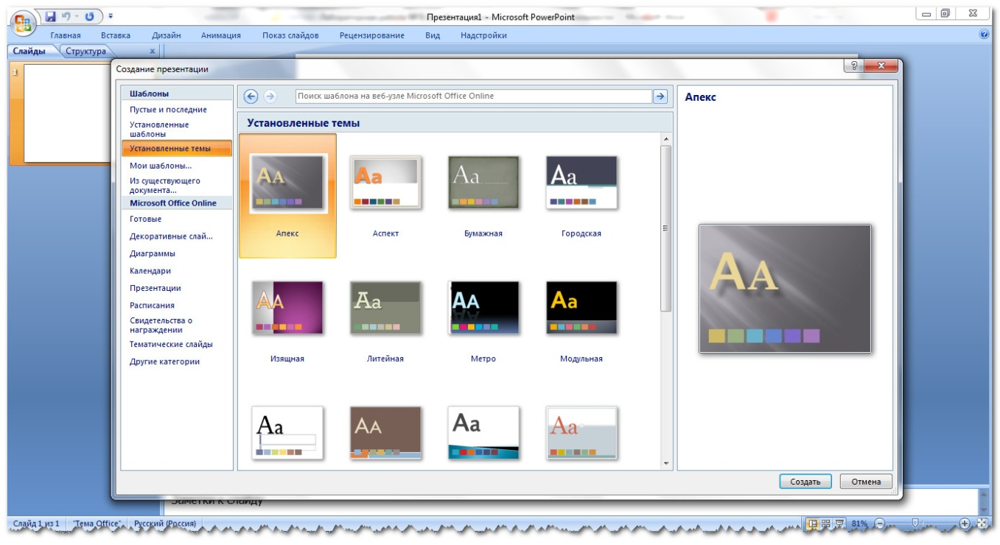 Презентация1 - Microsoft PowerPoint
Главная Вставка Дизайн Анимация Показ слайдов Рецензирование Вид Надстройки
Слайды Структура x
1
Создание презентации
Шаблоны
Пустые и последние
Установленные
шаблоны
Установленные темы
Мои шаблоны...
Из существующего
документа...
Microsoft Office Online
Готовые
Декоративные слай...
Диаграммы
Календари
Презентации
Расписания
Свидетельства о
награждении
Тематические слайды
Другие категории
Поиск шаблона на веб-узле Microsoft Office Online
Установленные темы
Aa Aa Aa Aa
Апекс Аспект Бумажная Городская
Aa Aa Aa Aa
Изящная Литейная Метро Модульная
Aa Aa Aa Aa
Апекс
Aa
Создать Отмена
Заметки к слайду
Слайд 1 из 1 "Тема Office" Русский (Россия) 81%